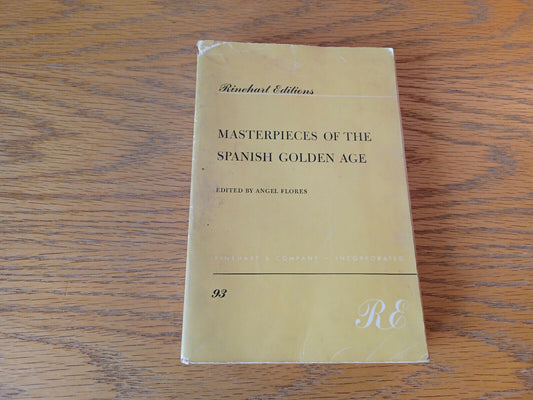 Rinehart Editions
MASTERPIECES OF THE
SPANISH GOLDEN AGE
EDITED BY ANGEL FLORES
RINEHART & COMPANY – INCORPORATED
93
RE